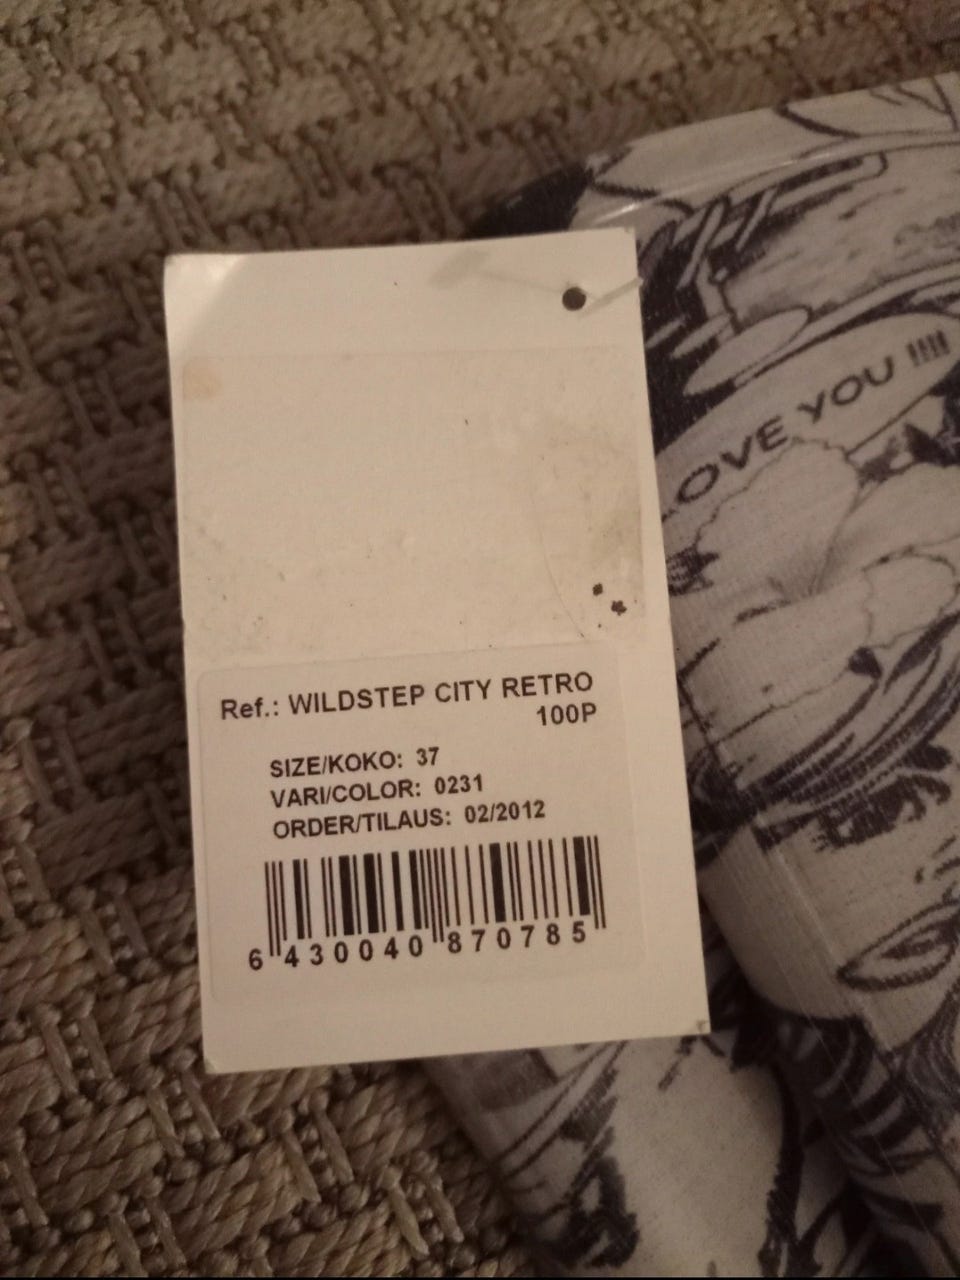 OVE YOU !!!!
Ref.: WILDSTEP CITY RETRO
100P
SIZE/KOKO: 37
VARI/COLOR: 0231
ORDER/TILAUS: 02/2012
6 430040 870785